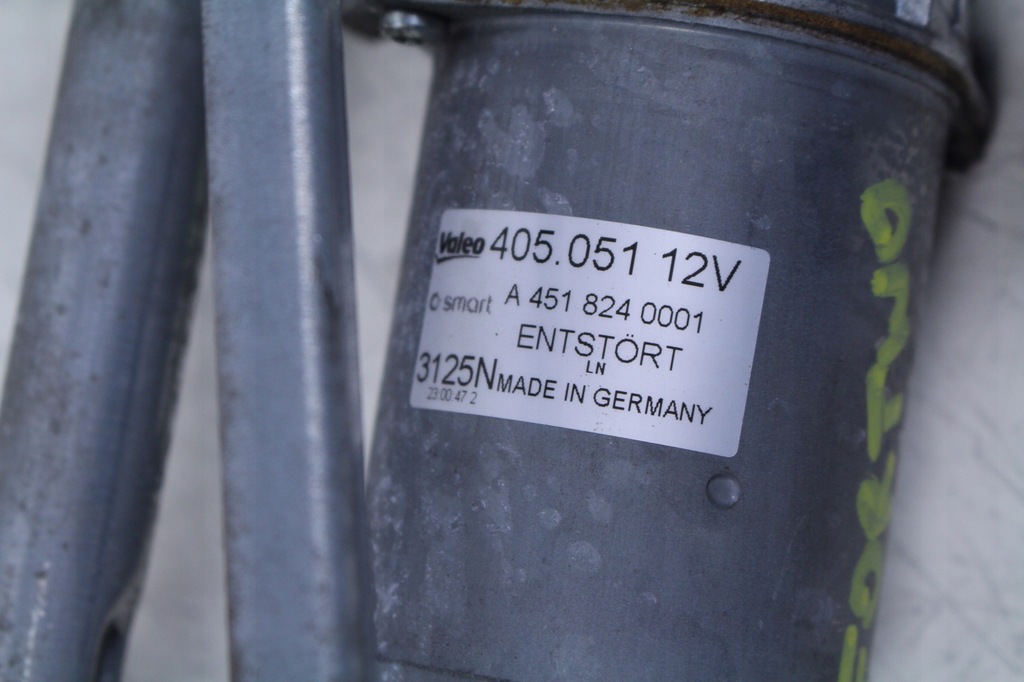 Valeo 405.051 12V
smart A 451 824 0001
ENTSTÖRT
LN
3125N MADE IN GERMANY
23:00 47 2